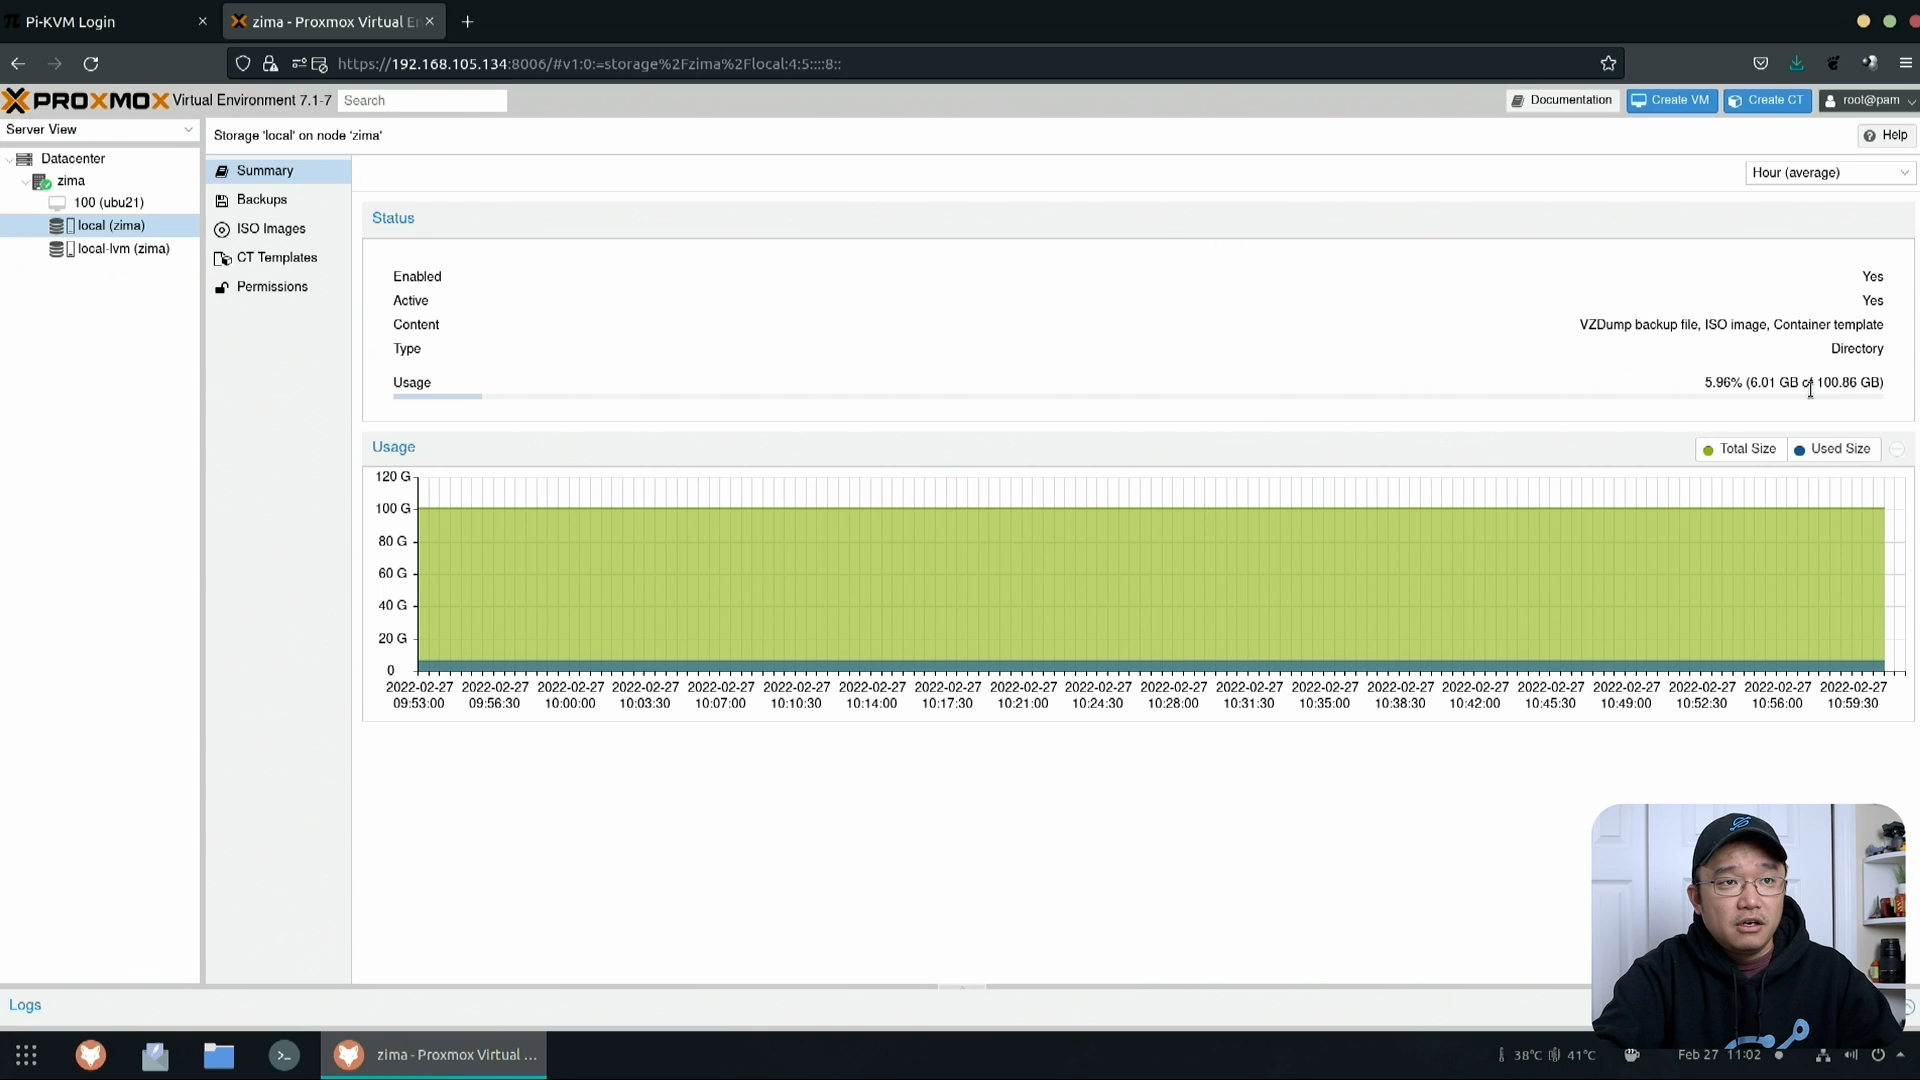 Pi-KVM Login
zima - Proxmox Virtual E
https://192.168.105.134:8006/#v1:0:=storage%2Fzima%2Flocal:4:5::::8::
PROXMOX Virtual Environment 7.1-7
Search
Documentation
Create VM
Create CT
root@pam
Server View
Storage 'local' on node 'zima'
Help
Datacenter
zima
100 (ubu21)
local (zima)
local-lvm (zima)
Summary
Backups
ISO Images
CT Templates
Permissions
Hour (average)
Status
Enabled Yes
Active Yes
Content VZDump backup file, ISO image, Container template
Type Directory
Usage 5.96% (6.01 GB of 100.86 GB)
Usage
Total Size
Used Size
120 G
100 G
80 G
60 G
40 G
20 G
0
2022-02-27 2022-02-27 2022-02-27 2022-02-27 2022-02-27 2022-02-27 2022-02-27 2022-02-27 2022-02-27 2022-02-27 2022-02-27 2022-02-27 2022-02-27 2022-02-27 2022-02-27 2022-02-27 2022-02-27 2022-02-27 2022-02-27 2022-02-27
09:53:00 09:56:30 10:00:00 10:03:30 10:07:00 10:10:30 10:14:00 10:17:30 10:21:00 10:24:30 10:28:00 10:31:30 10:35:00 10:38:30 10:42:00 10:45:30 10:49:00 10:52:30 10:56:00 10:59:30
Logs
zima - Proxmox Virtual ...
38°C 41°C
Feb 27 11:02